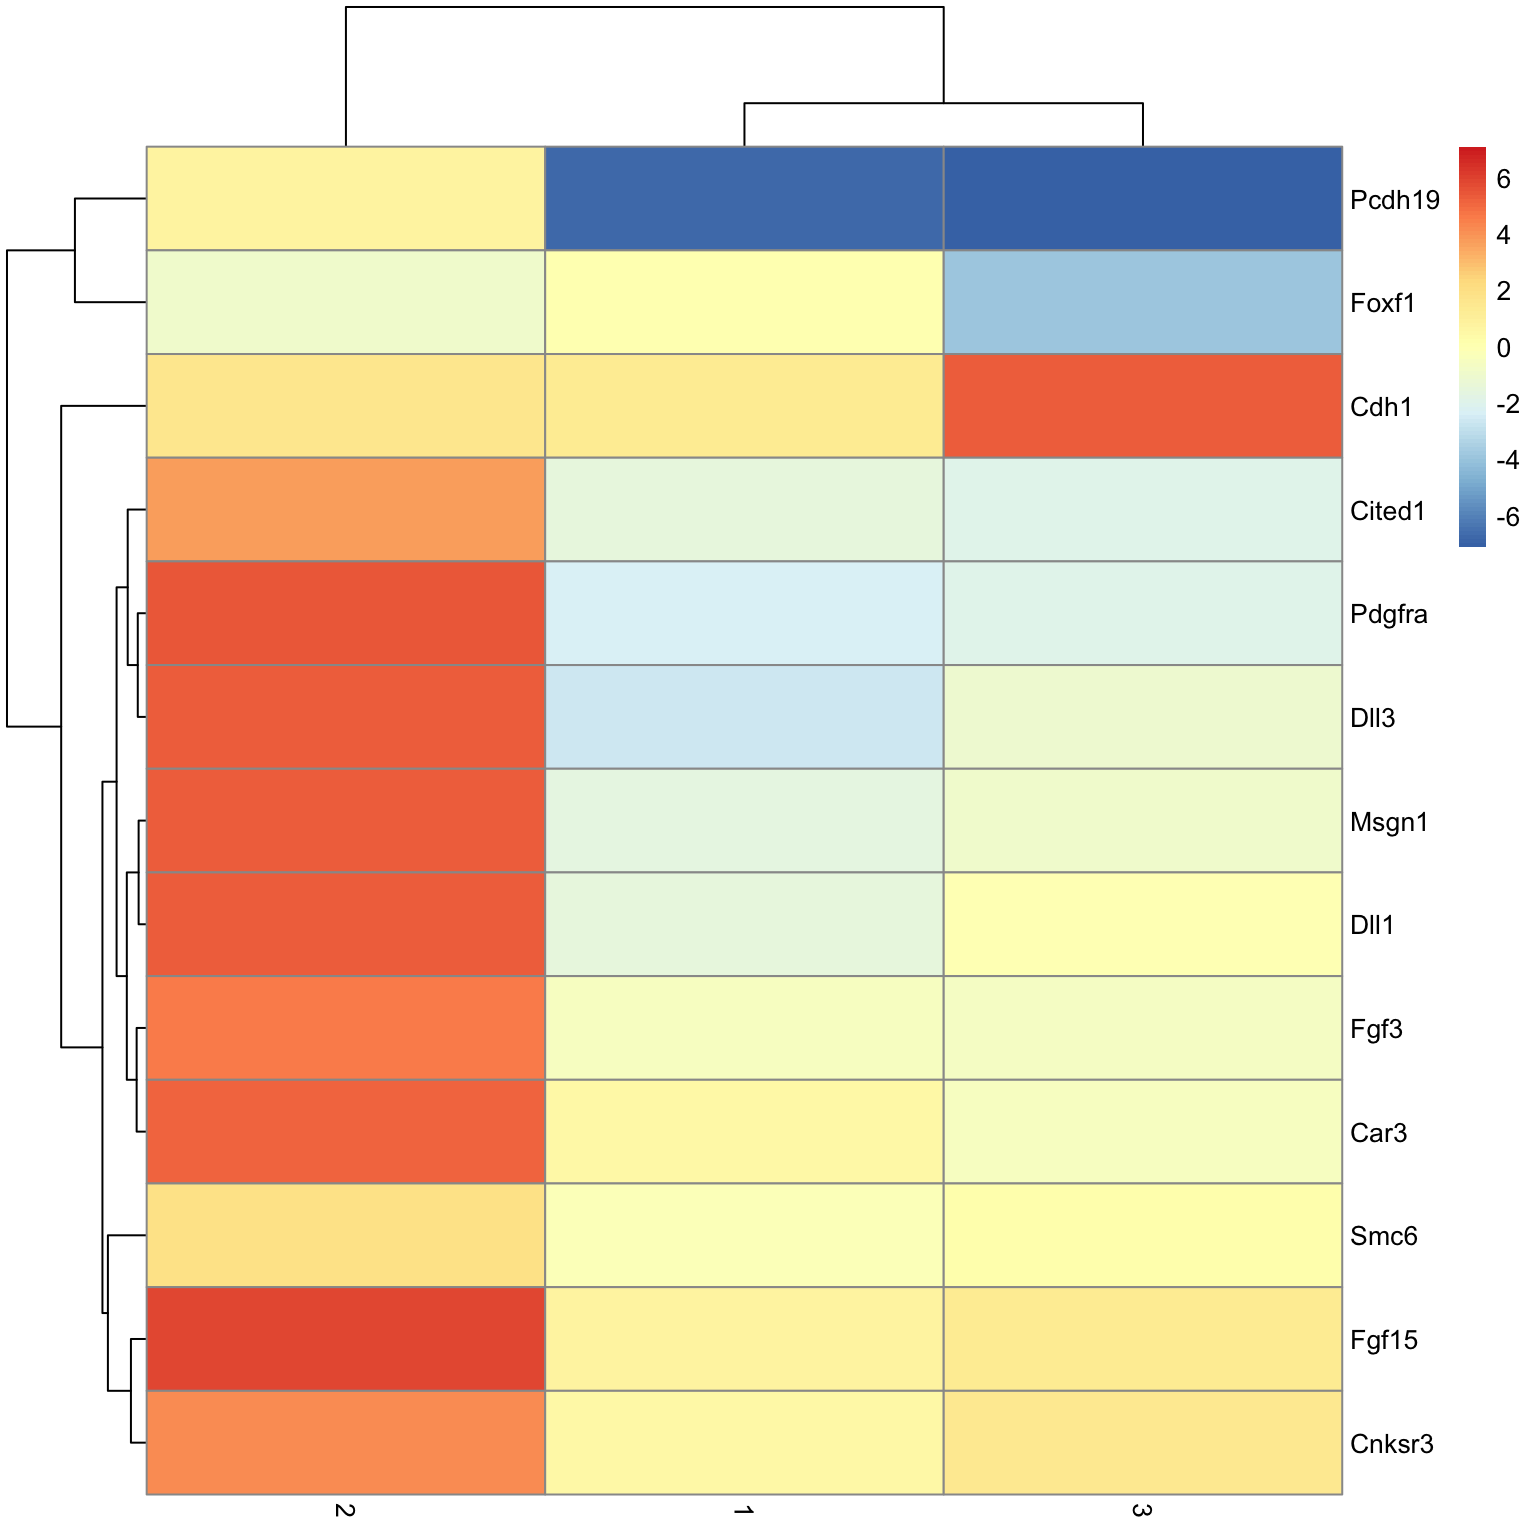 Pcdh19
Foxf1
Cdh1
Cited1
Pdgfra
Dll3
Msgn1
Dll1
Fgf3
Car3
Smc6
Fgf15
Cnksr3
6
4
2
0
-2
-4
-6
2
1
3